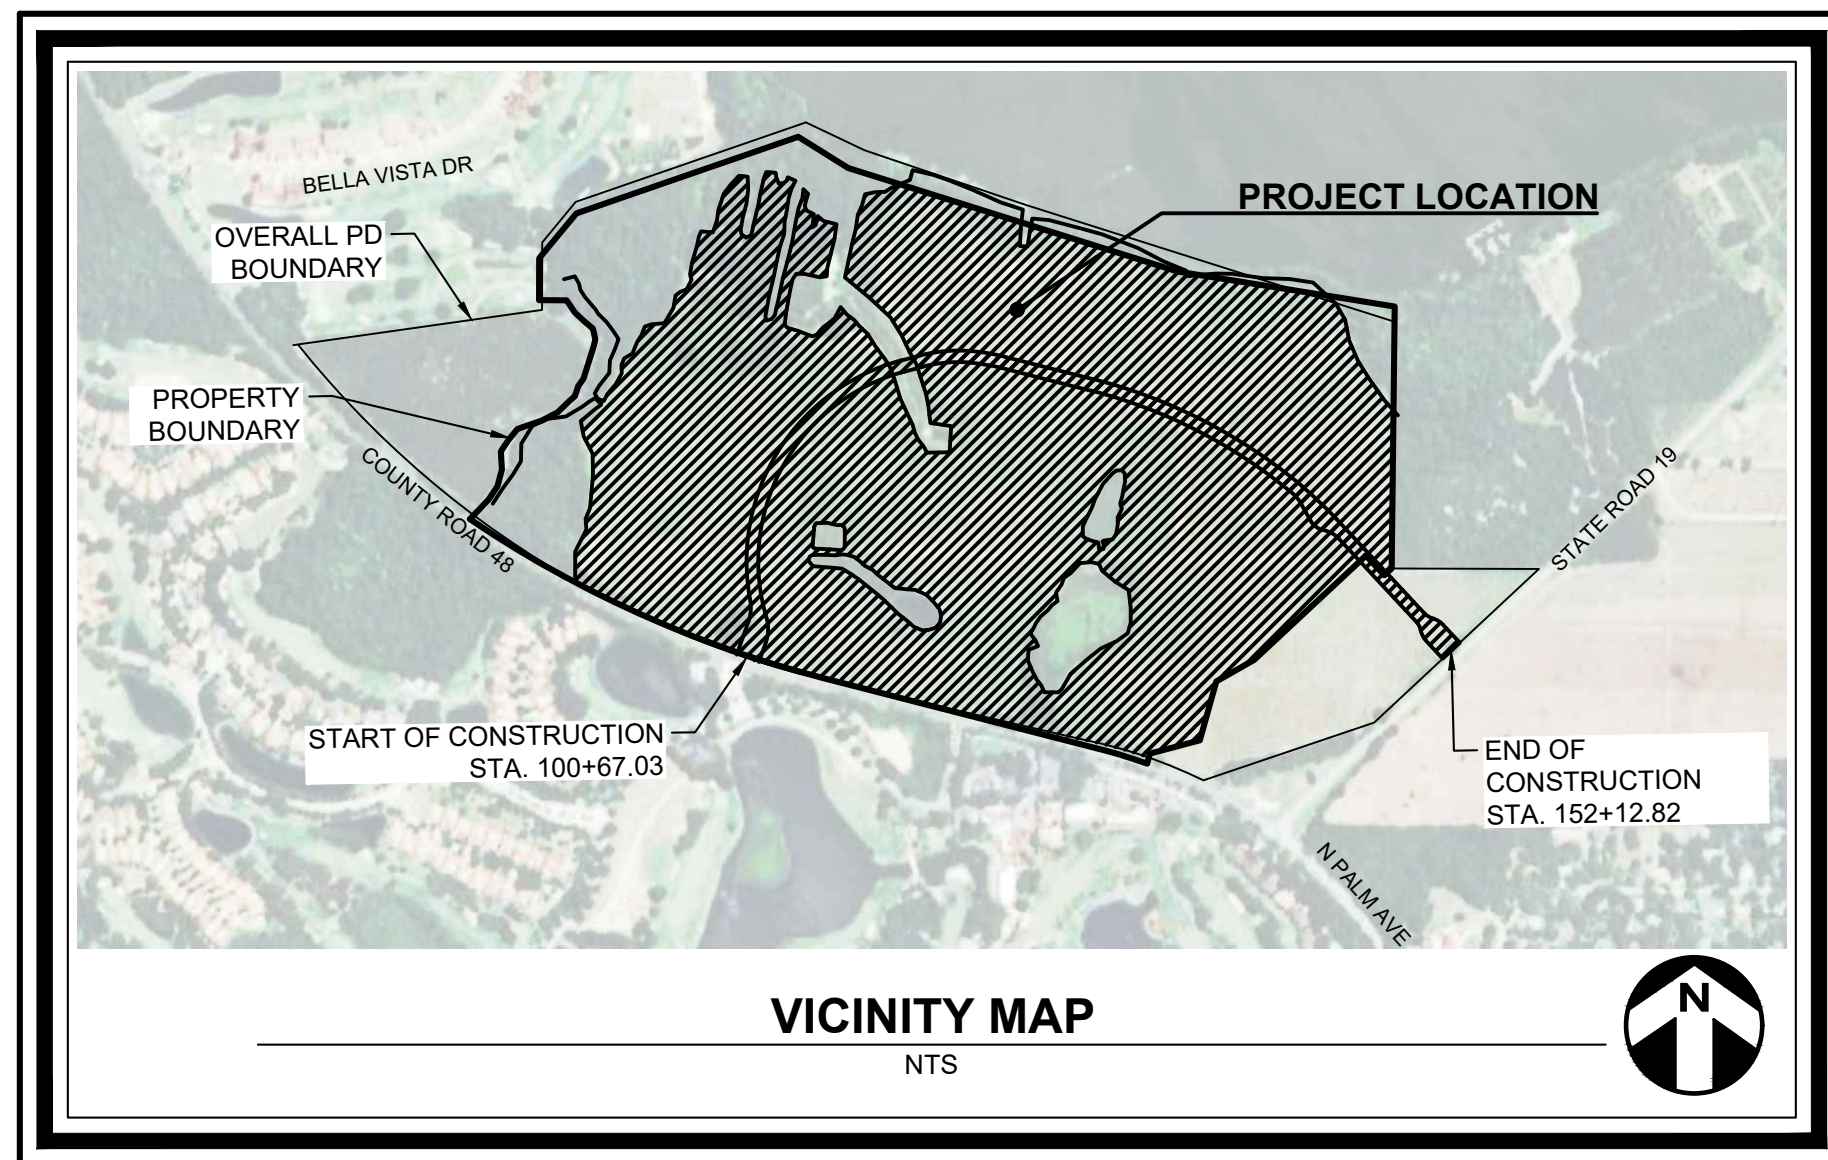 BELLA VISTA DR
OVERALL PD
BOUNDARY
PROJECT LOCATION
PROPERTY
BOUNDARY
COUNTY ROAD 48
STATE ROAD 19
START OF CONSTRUCTION
STA. 100+67.03
END OF
CONSTRUCTION
STA. 152+12.82
N PALM AVE
VICINITY MAP
NTS
N